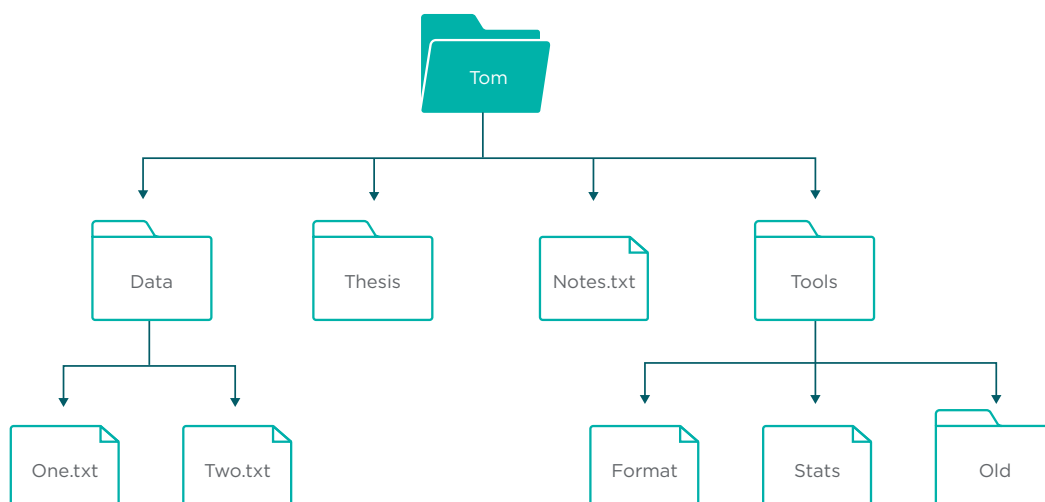 Tom
Data
Thesis
Notes.txt
Tools
One.txt
Two.txt
Format
Stats
Old